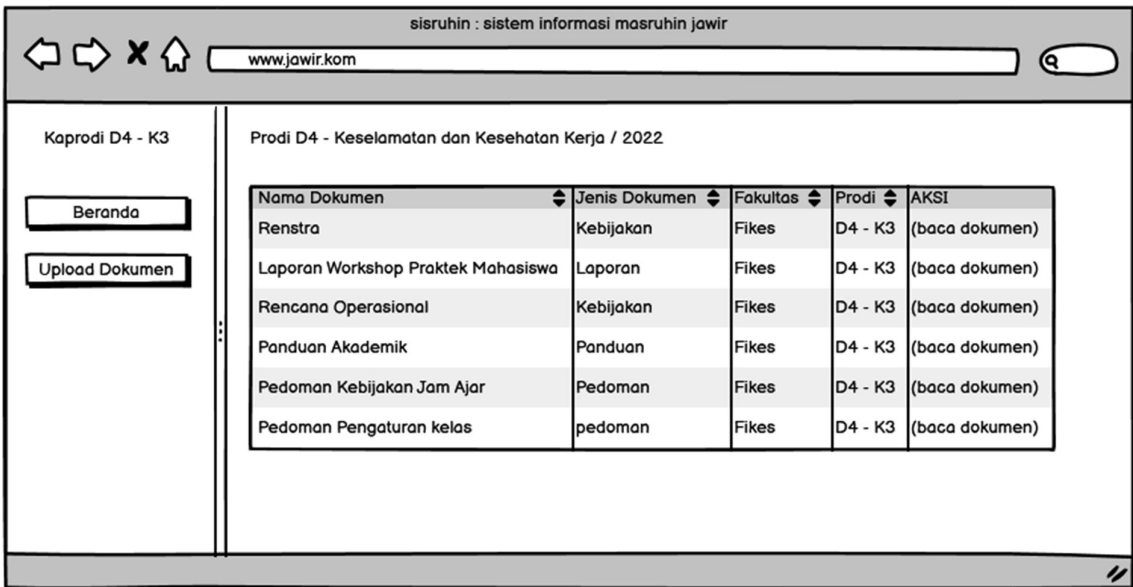 sisruhin : sistem informasi masruhin jawir
www.jawir.kom
Kaprodi D4 - K3
Beranda
Upload Dokumen
Prodi D4 - Keselamatan dan Kesehatan Kerja / 2022
Nama Dokumen Jenis Dokumen Fakultas Prodi AKSI
Renstra Kebijakan Fikes D4 - K3 (baca dokumen)
Laporan Workshop Praktek Mahasiswa Laporan Fikes D4 - K3 (baca dokumen)
Rencana Operasional Kebijakan Fikes D4 - K3 (baca dokumen)
Panduan Akademik Panduan Fikes D4 - K3 (baca dokumen)
Pedoman Kebijakan Jam Ajar Pedoman Fikes D4 - K3 (baca dokumen)
Pedoman Pengaturan kelas pedoman Fikes D4 - K3 (baca dokumen)